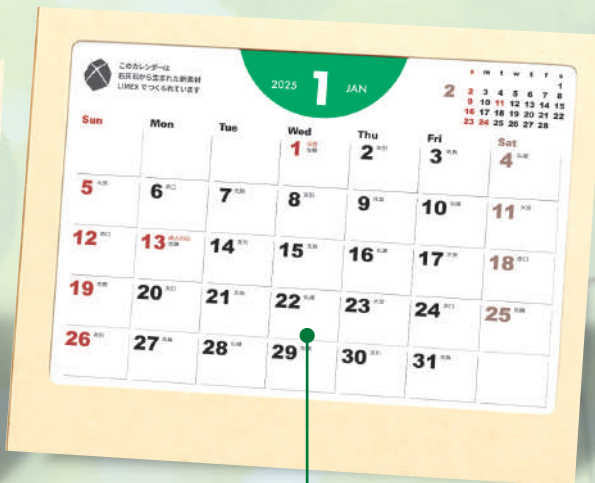 このカレンダーは
石灰石から生まれた新素材
LIMEX でつくられています
2025 1 JAN
2
s m t w t f s
1
2 3 4 5 6 7 8
9 10 11 12 13 14 15
16 17 18 19 20 21 22
23 24 25 26 27 28
Sun Mon Tue Wed Thu Fri Sat
1 2 3 4
5 6 7 8 9 10 11
12 13 14 15 16 17 18
19 20 21 22 23 24 25
26 27 28 29 30 31